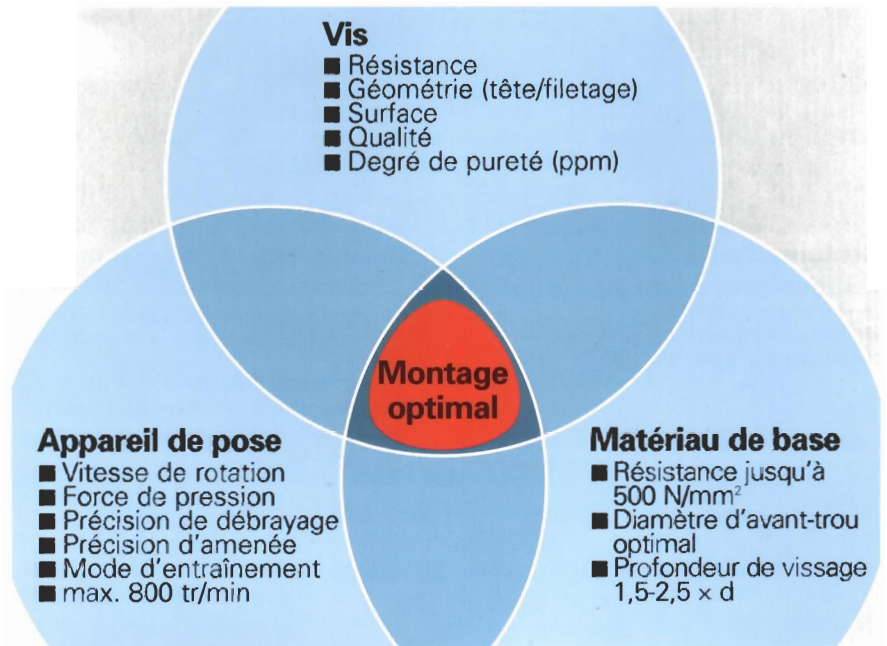 Vis
■ Résistance
■ Géométrie (tête/filetage)
■ Surface
■ Qualité
■ Degré de pureté (ppm)
Montage
optimal
Appareil de pose
■ Vitesse de rotation
■ Force de pression
■ Précision de débrayage
■ Précision d'amenée
■ Mode d'entraînement
■ max. 800 tr/min
Matériau de base
■ Résistance jusqu'à
500 N/mm²
■ Diamètre d'avant-trou
optimal
■ Profondeur de vissage
1,5-2,5 × d